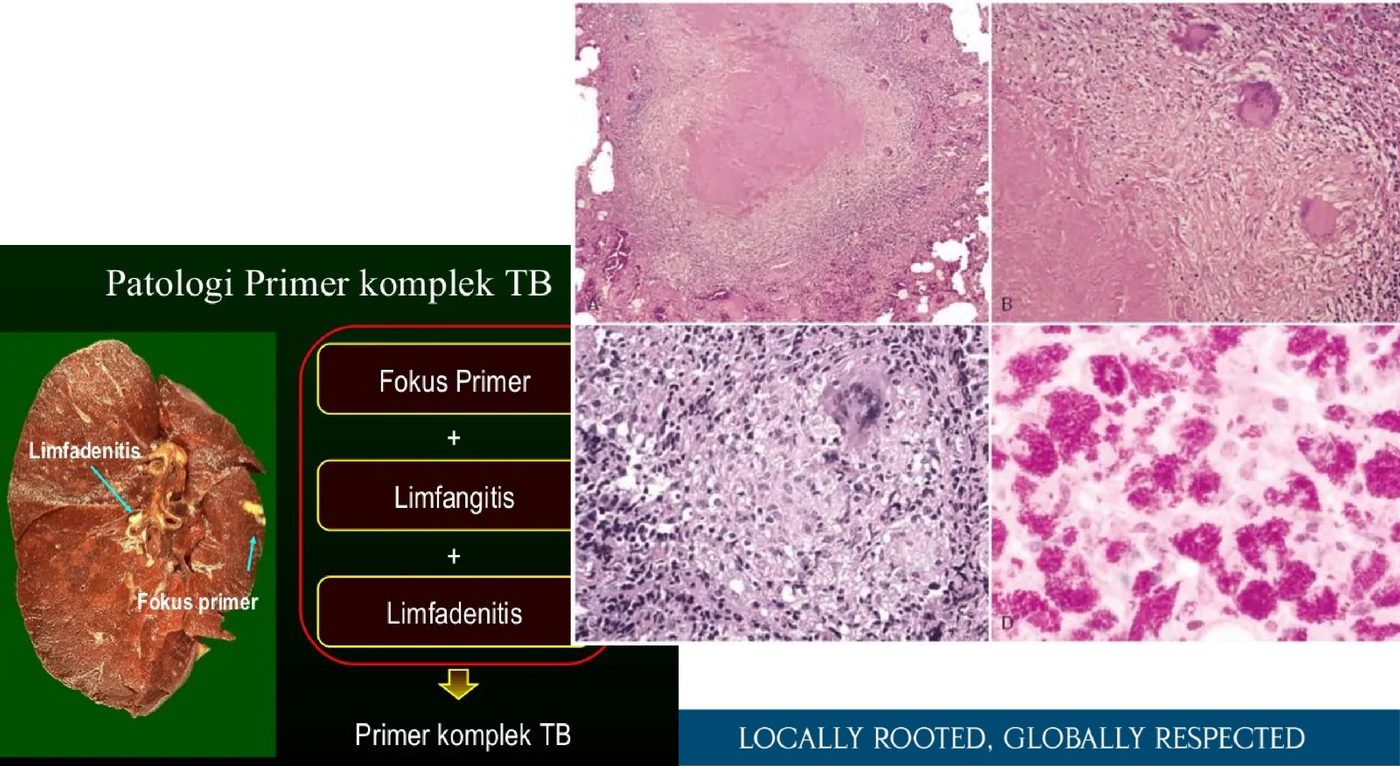 Patologi Primer komplek TB
Limfadenitis
Fokus primer
Fokus Primer
+
Limfangitis
+
Limfadenitis
Primer komplek TB
A
B
D
LOCALLY ROOTED, GLOBALLY RESPECTED